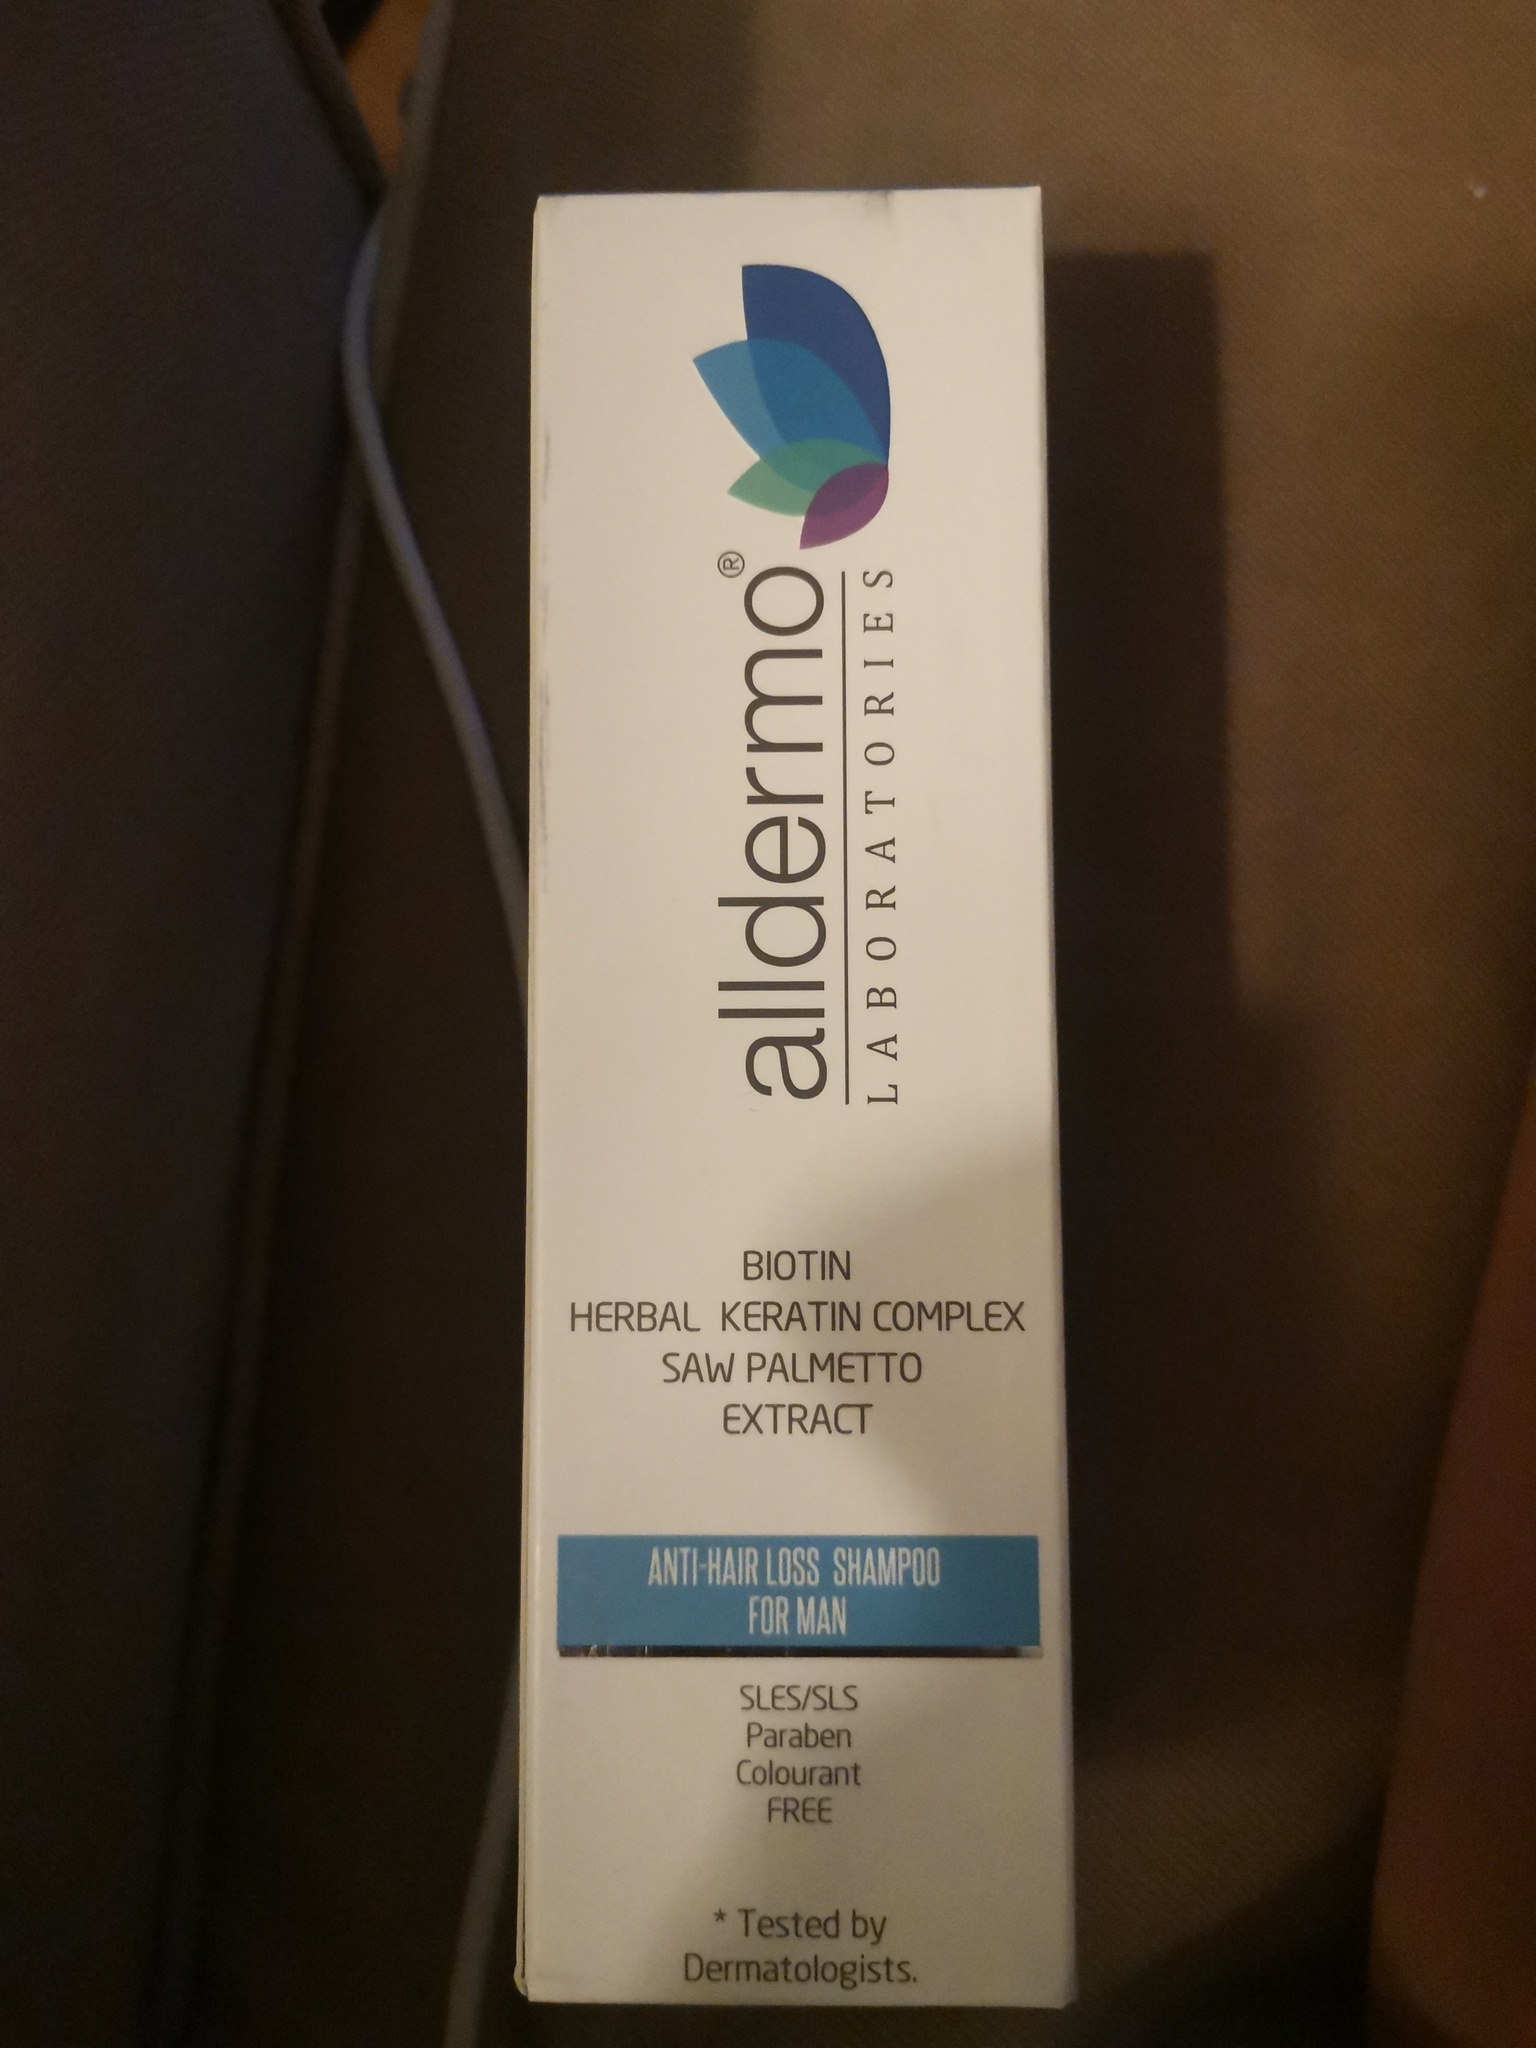 alldermo®
LABORATORIES
BIOTIN
HERBAL KERATIN COMPLEX
SAW PALMETTO
EXTRACT
ANTI-HAIR LOSS SHAMPOO
FOR MAN
SLES/SLS
Paraben
Colourant
FREE
* Tested by
Dermatologists.